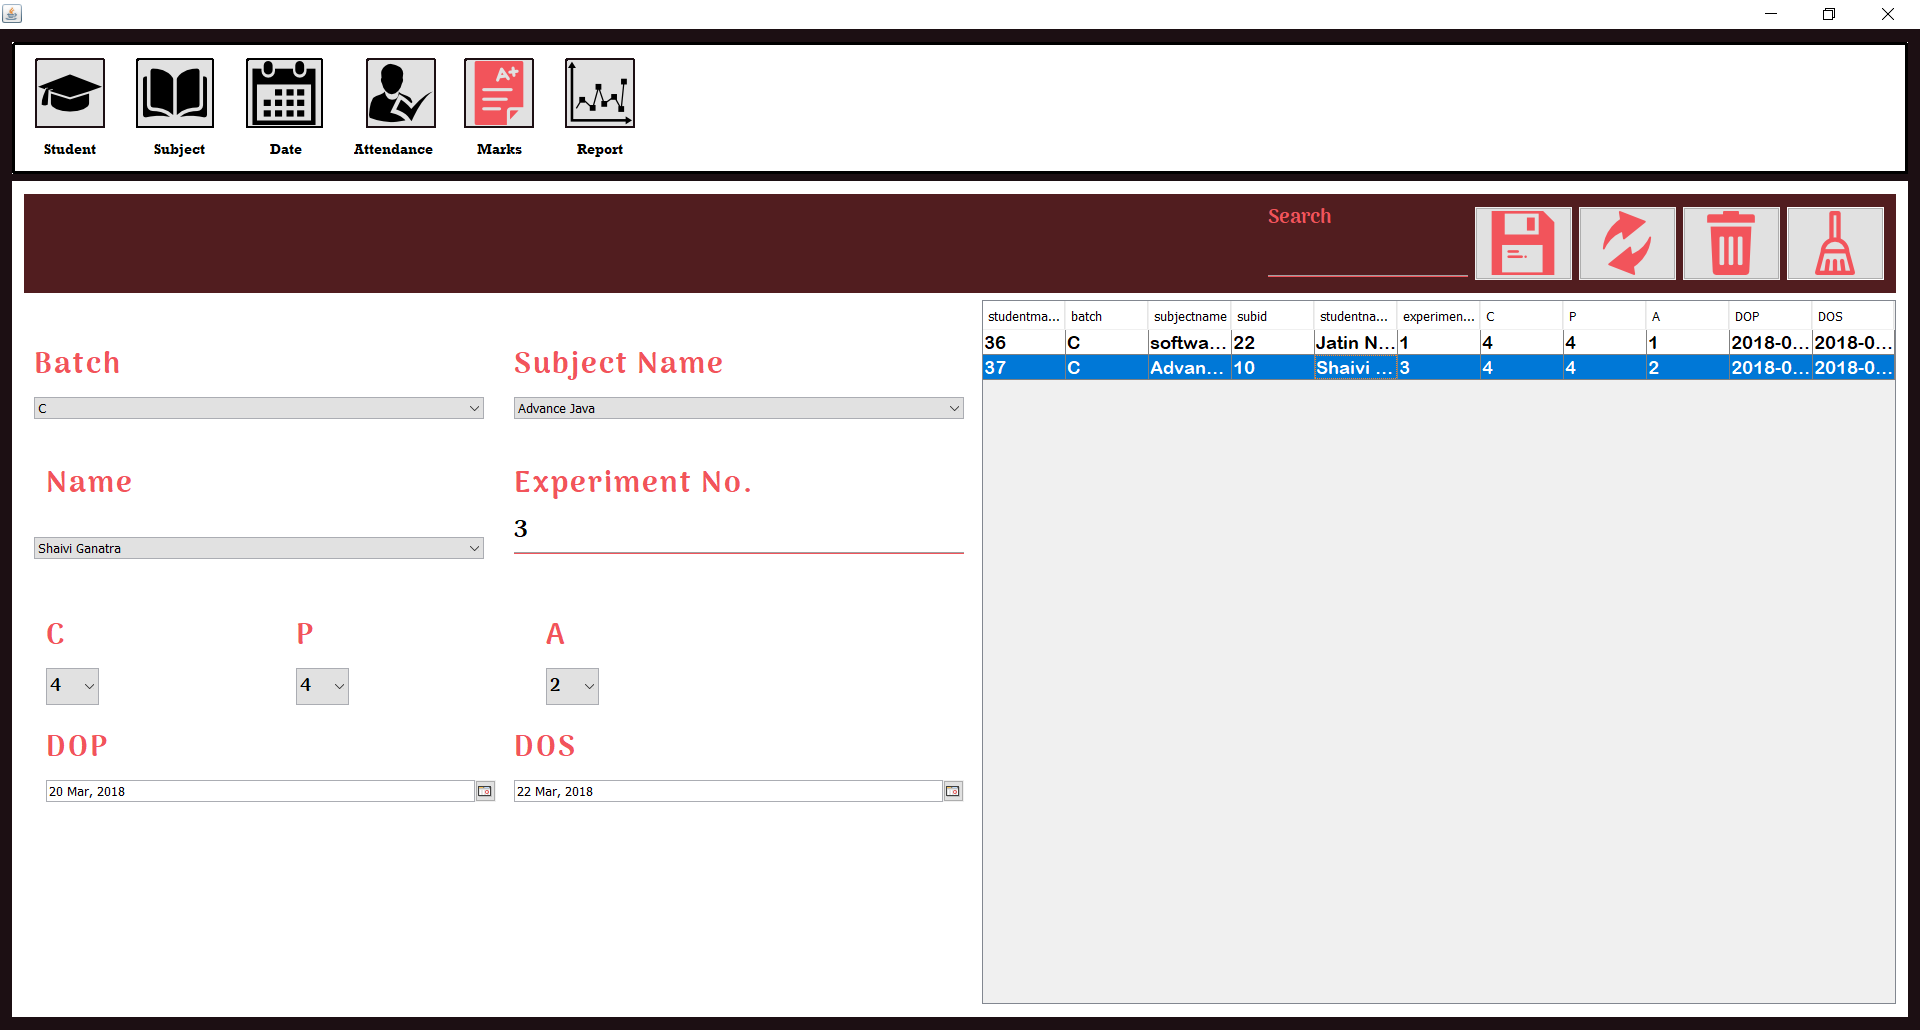 A+
Student Subject Date Attendance Marks Report
Search
Batch Subject Name
C Advance Java
Name Experiment No.
3
Shaivi Ganatra
C P A
4 4 2
DOP DOS
20 Mar, 2018 22 Mar, 2018
studentma... batch subjectname subid studentna... experimen... C P A DOP DOS
36 C softwa... 22 Jatin N... 1 4 4 1 2018-0... 2018-0...
37 C Advan... 10 Shaivi ... 3 4 4 2 2018-0... 2018-0...